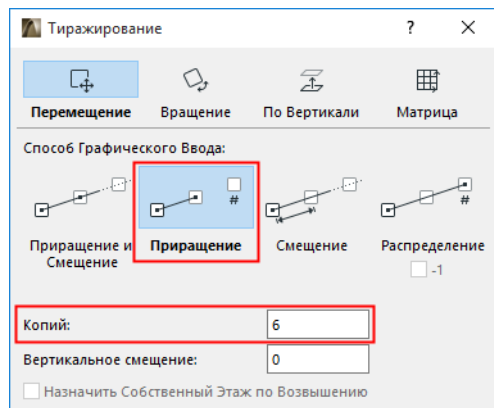 Тиражирование ? ×
Перемещение Вращение По Вертикали Матрица
Способ Графического Ввода:
# #
Приращение и Приращение Смещение Распределение
Смещение -1
Копий: 6
Вертикальное смещение: 0
Назначить Собственный Этаж по Возвышению